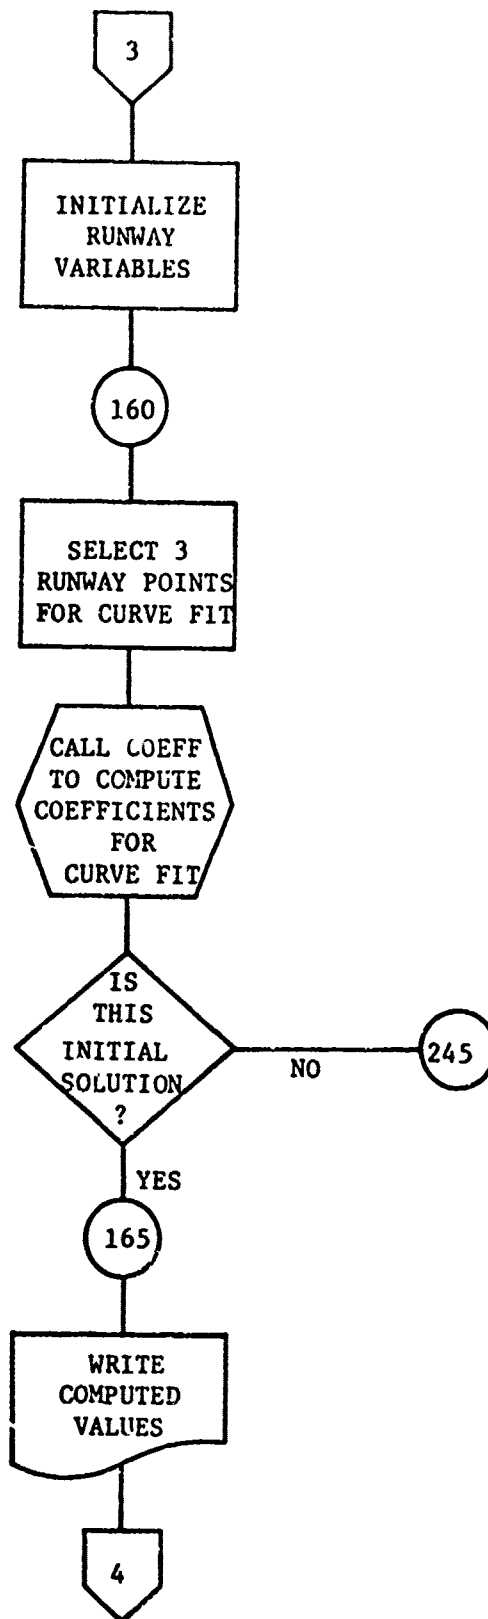 3
INITIALIZE
RUNWAY
VARIABLES
160
SELECT 3
RUNWAY POINTS
FOR CURVE FIT
CALL COEFF
TO COMPUTE
COEFFICIENTS
FOR
CURVE FIT
IS
THIS
INITIAL
SOLUTION
?
NO
245
YES
165
WRITE
COMPUTED
VALUES
4